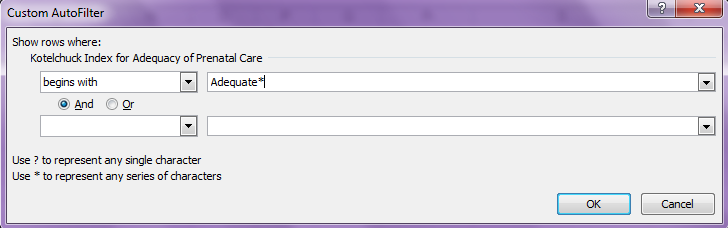 Custom AutoFilter
? X
Show rows where:
Kotelchuck Index for Adequacy of Prenatal Care
begins with Adequate*
And Or
Use ? to represent any single character
Use * to represent any series of characters
OK Cancel